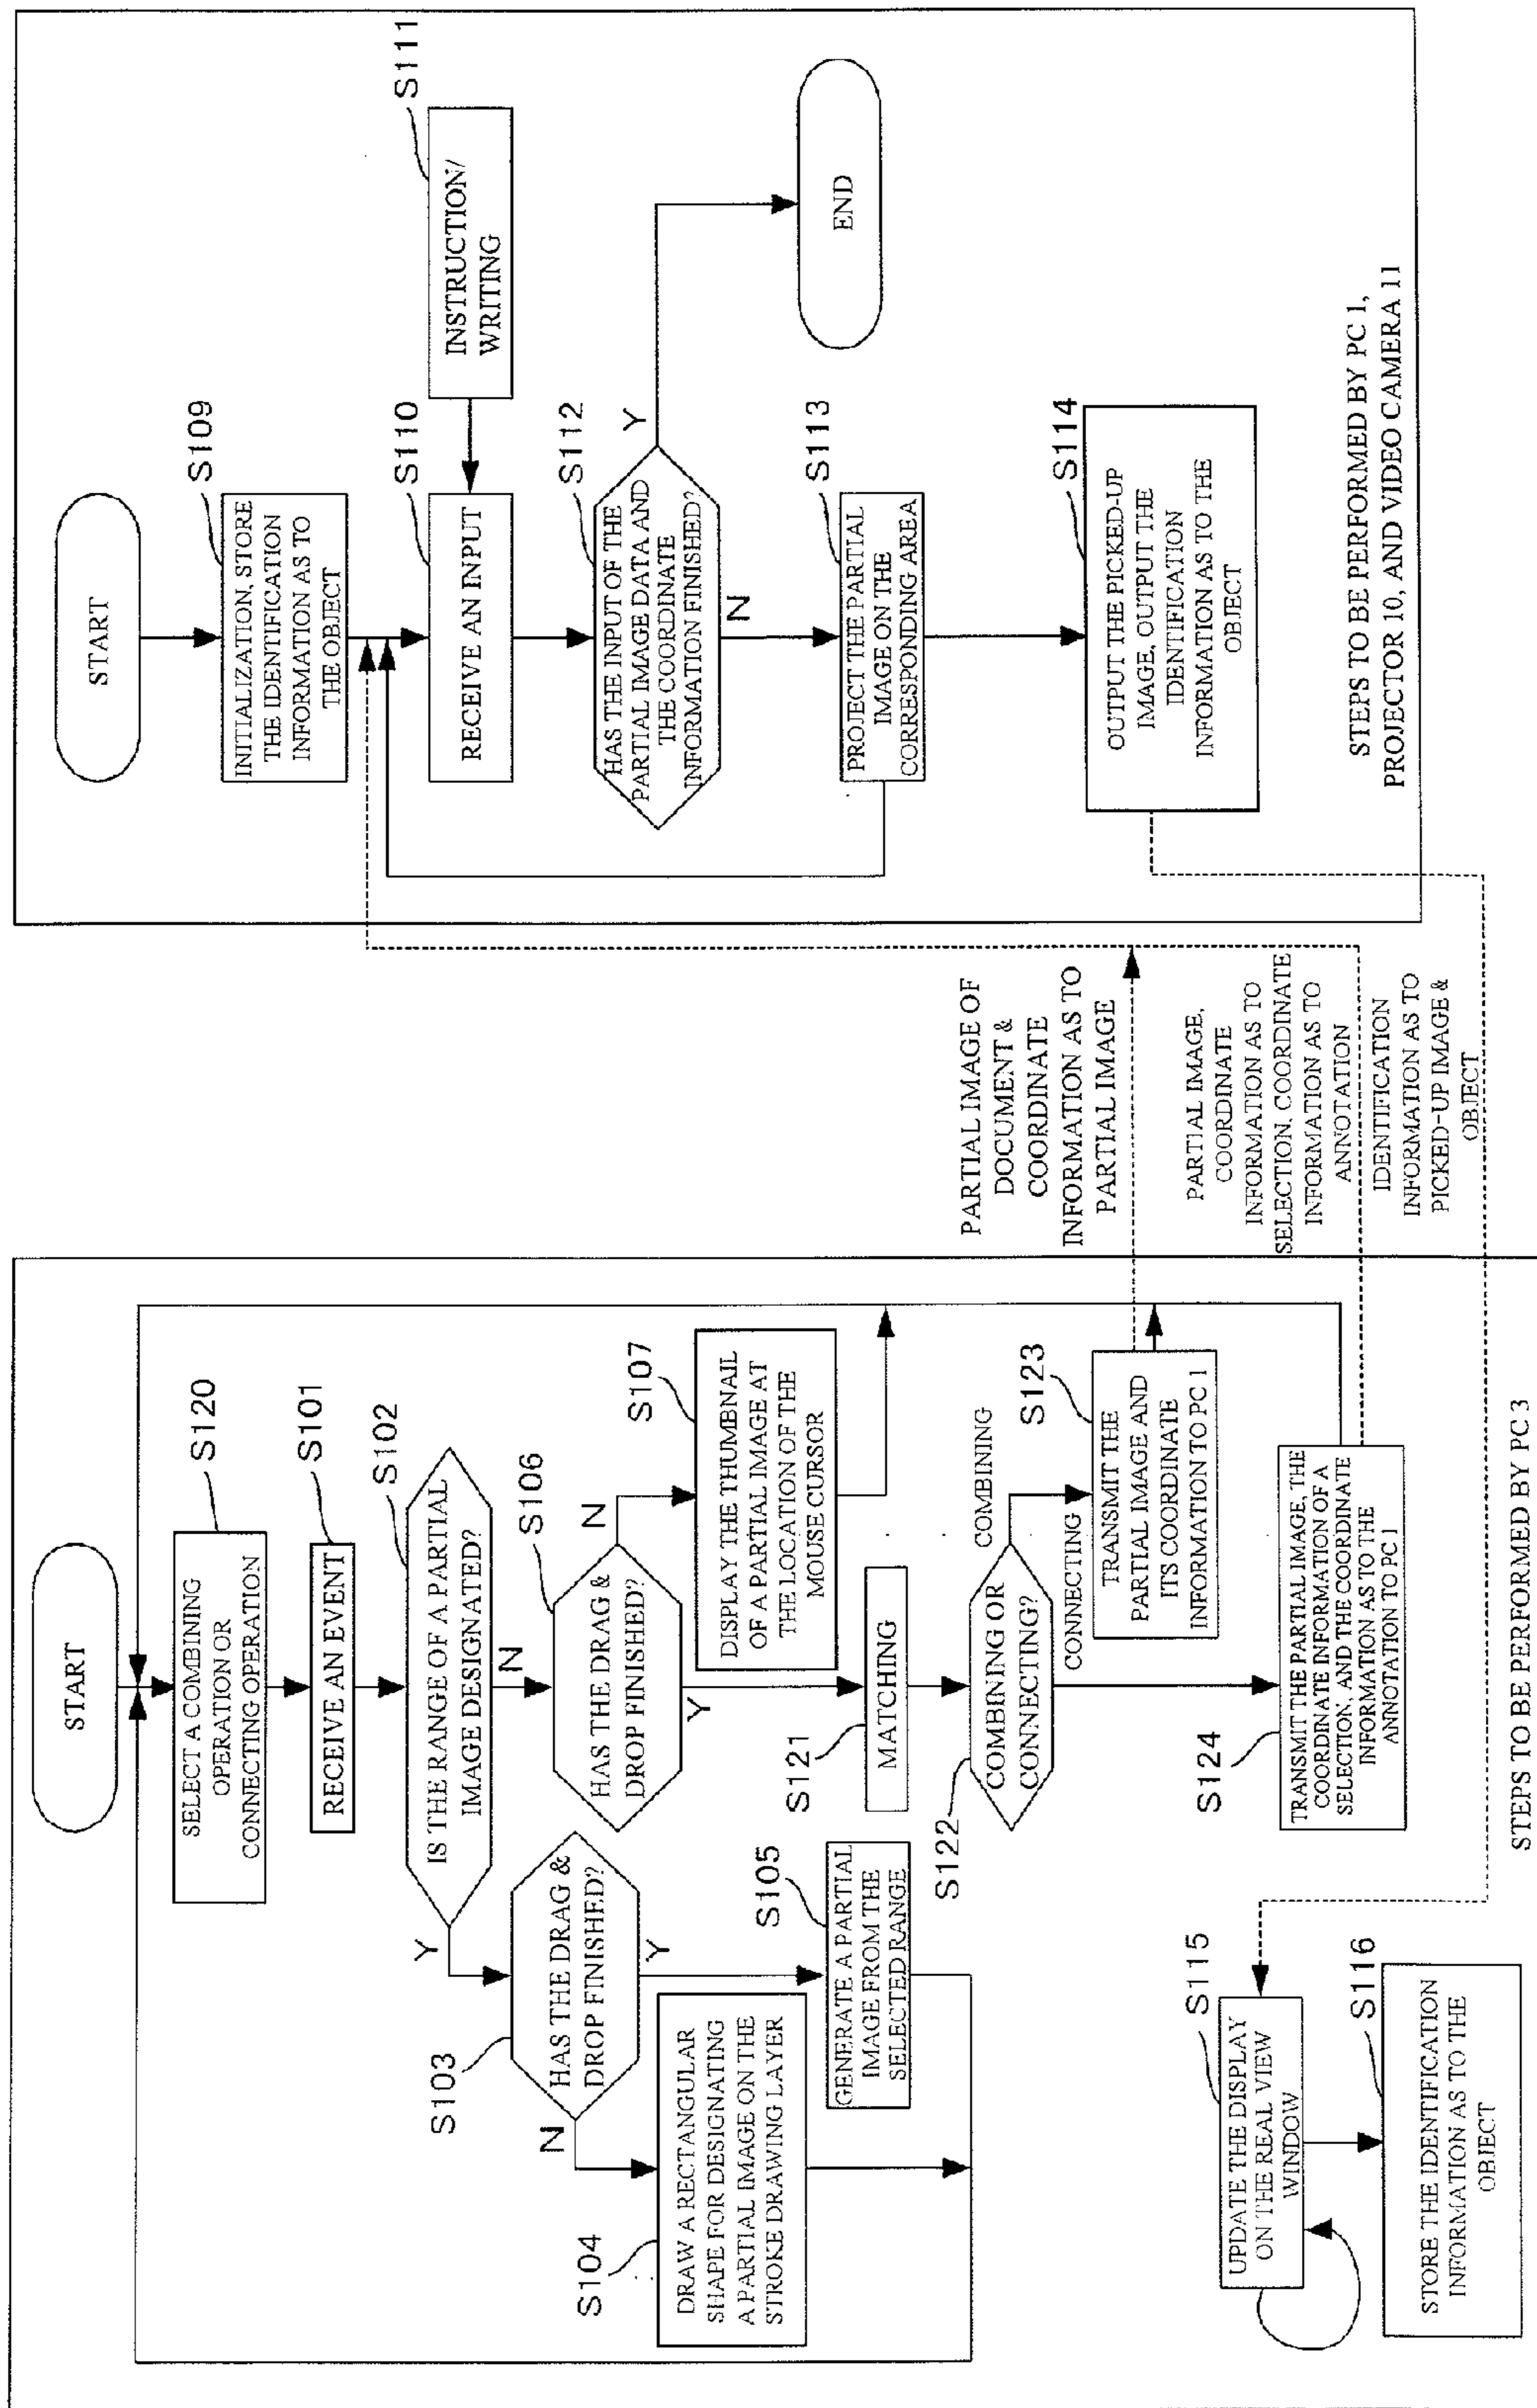 START
SELECT A COMBINING
OPERATION OR
CONNECTING OPERATION
S120
RECEIVE AN EVENT
S101
IS THE RANGE OF A PARTIAL
IMAGE DESIGNATED?
S102
Y
N
HAS THE DRAG &
DROP FINISHED?
S103
N
Y
DRAW A RECTANGULAR
SHAPE FOR DESIGNATING
A PARTIAL IMAGE ON THE
STROKE DRAWING LAYER
S104
GENERATE A PARTIAL
IMAGE FROM THE
SELECTED RANGE
S105
HAS THE DRAG &
DROP FINISHED?
S106
N
Y
DISPLAY THE THUMBNAIL
OF A PARTIAL IMAGE AT
THE LOCATION OF THE
MOUSE CURSOR
S107
MATCHING
S121
COMBINING OR
CONNECTING?
S122
COMBINING
CONNECTING
TRANSMIT THE
PARTIAL IMAGE AND
ITS COORDINATE
INFORMATION TO PC 1
S123
TRANSMIT THE PARTIAL IMAGE, THE
COORDINATE INFORMATION OF A
SELECTION, AND THE COORDINATE
INFORMATION AS TO THE
ANNOTATION TO PC 1
S124
UPDATE THE DISPLAY
ON THE REAL VIEW
WINDOW
S115
STORE THE IDENTIFICATION
INFORMATION AS TO THE
OBJECT
S116
STEPS TO BE PERFORMED BY PC 3
PARTIAL IMAGE OF
DOCUMENT &
COORDINATE
INFORMATION AS TO
PARTIAL IMAGE
PARTIAL IMAGE,
COORDINATE
INFORMATION AS TO
SELECTION, COORDINATE
INFORMATION AS TO
ANNOTATION
IDENTIFICATION
INFORMATION AS TO
PICKED-UP IMAGE &
OBJECT
START
INITIALIZATION, STORE
THE IDENTIFICATION
INFORMATION AS TO
THE OBJECT
S109
RECEIVE AN INPUT
S110
INSTRUCTION/
WRITING
S111
HAS THE INPUT OF THE
PARTIAL IMAGE DATA AND
THE COORDINATE
INFORMATION FINISHED?
S112
Y
N
END
PROJECT THE PARTIAL
IMAGE ON THE
CORRESPONDING AREA
S113
OUTPUT THE PICKED-UP
IMAGE, OUTPUT THE
IDENTIFICATION
INFORMATION AS TO THE
OBJECT
S114
STEPS TO BE PERFORMED BY PC 1,
PROJECTOR 10, AND VIDEO CAMERA 11